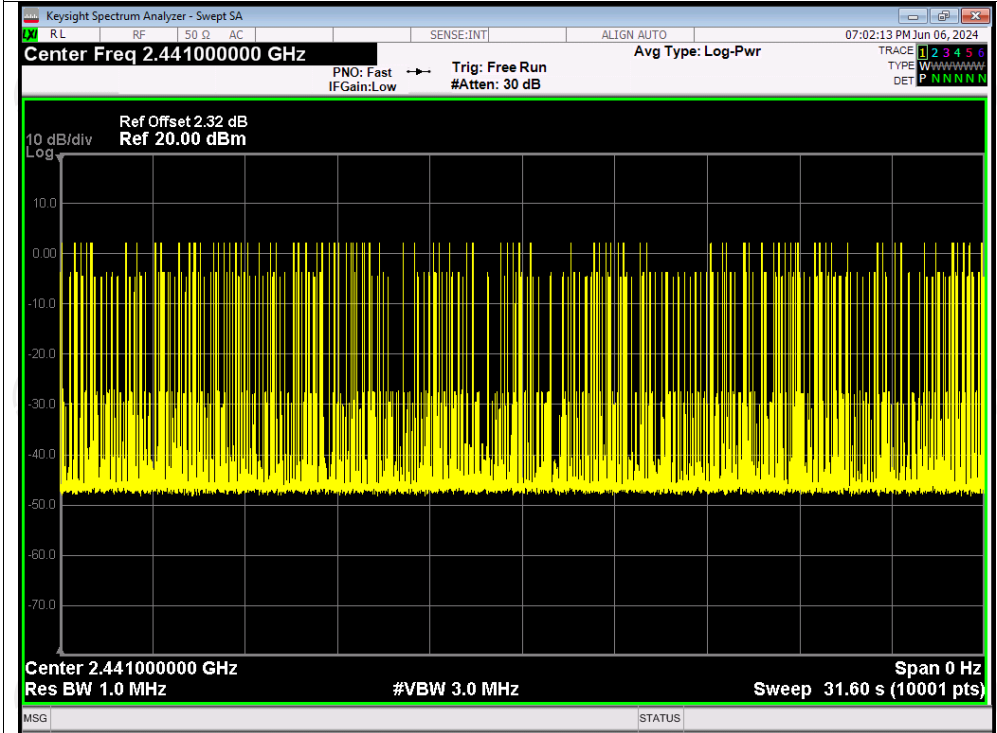 Keysight Spectrum Analyzer - Swept SA
LXI RL RF 50 Ω AC SENSE:INT ALIGN AUTO 07:02:13 PM Jun 06, 2024
Center Freq 2.441000000 GHz Avg Type: Log-Pwr TRACE 1 2 3 4 5 6
PNO: Fast Trig: Free Run TYPE WWWWWWW
IFGain:Low #Atten: 30 dB DET P N N N N N
Ref Offset 2.32 dB
10 dB/div Ref 20.00 dBm
Log
10.0
0.00
-10.0
-20.0
-30.0
-40.0
-50.0
-60.0
-70.0
Center 2.441000000 GHz Span 0 Hz
Res BW 1.0 MHz #VBW 3.0 MHz Sweep 31.60 s (10001 pts)
MSG STATUS